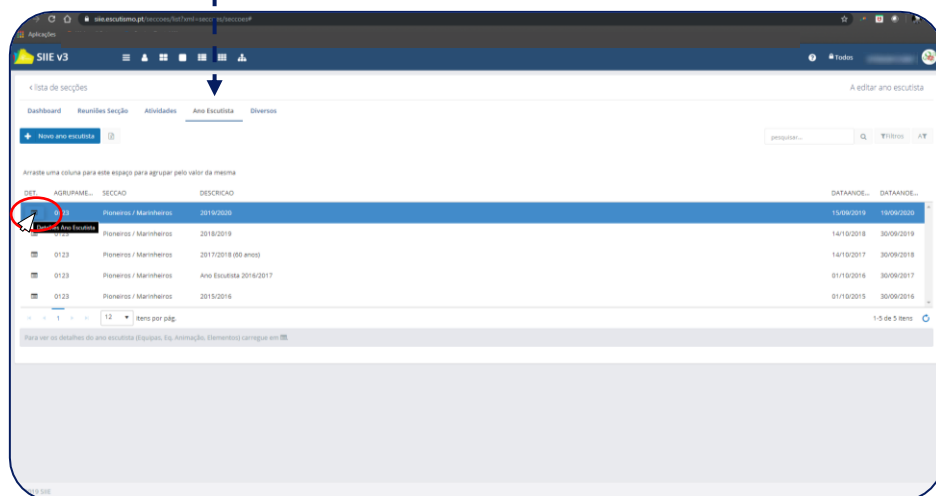 siie.escutismo.pt/seccoes/list?xml=seccoes/seccoes#
Aplicações
SIIE v3
Todos
< lista de secções
A editar ano escutista
Dashboard Reuniões Secção Atividades Ano Escutista Diversos
+ Novo ano escutista
pesquisar... Filtros
Arraste uma coluna para este espaço para agrupar pelo valor da mesma
DET. AGRUPAME... SECCAO DESCRICAO DATAANOE... DATAANOE...
0123 Pioneiros / Marinheiros 2019/2020 15/09/2019 19/09/2020
Detalhes Ano Escutista
0123 Pioneiros / Marinheiros 2018/2019 14/10/2018 30/09/2019
0123 Pioneiros / Marinheiros 2017/2018 (60 anos) 14/10/2017 30/09/2018
0123 Pioneiros / Marinheiros Ano Escutista 2016/2017 01/10/2016 30/09/2017
0123 Pioneiros / Marinheiros 2015/2016 01/10/2015 30/09/2016
1 12 itens por pág. 1-5 de 5 itens
Para ver os detalhes do ano escutista (Equipas, Eq. Animação, Elementos) carregue em
2019 SIIE